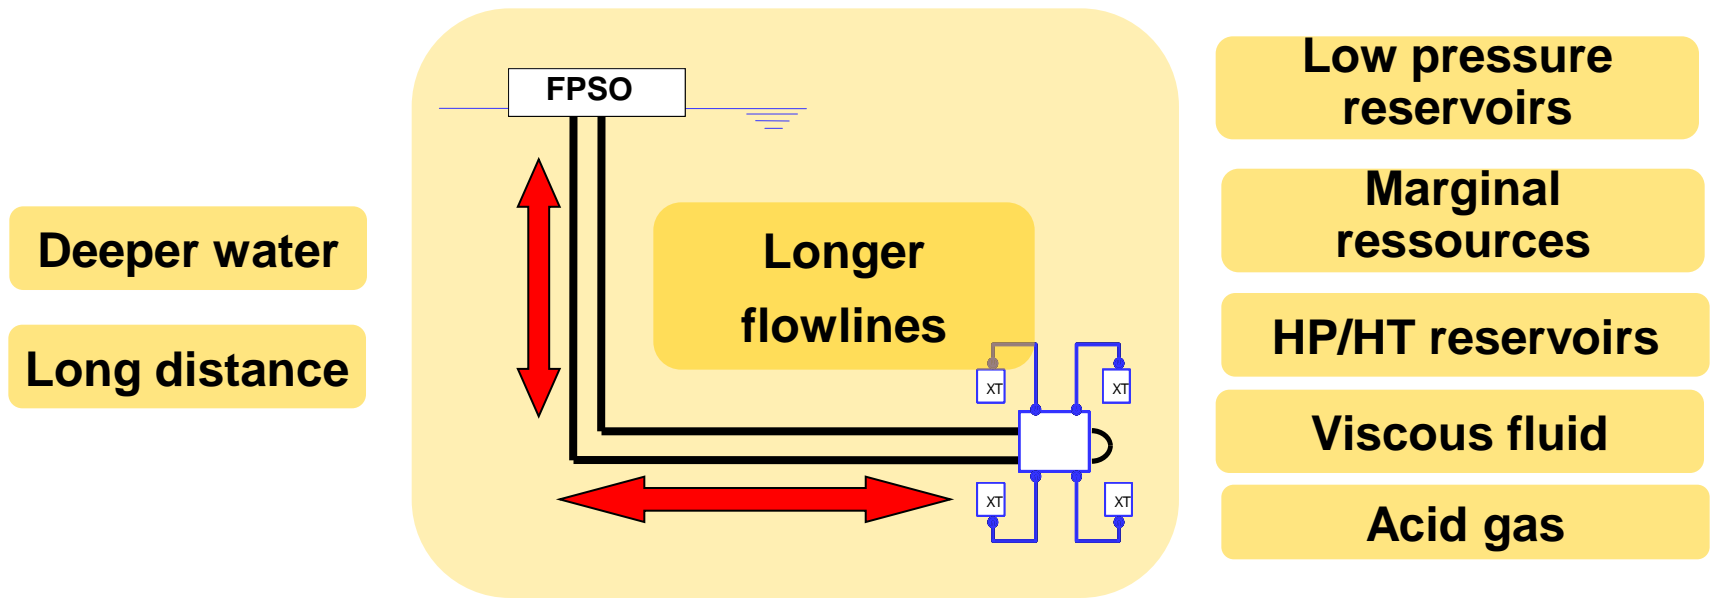 Deeper water
Long distance
FPSO
Longer
flowlines
XT
XT
XT
XT
Low pressure
reservoirs
Marginal
ressources
HP/HT reservoirs
Viscous fluid
Acid gas